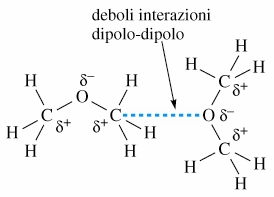 deboli interazioni
dipolo-dipolo
H
H H
H δ− H C H
O δ+
C δ+ δ+ C O δ−
H H H H δ+
C
H H
H